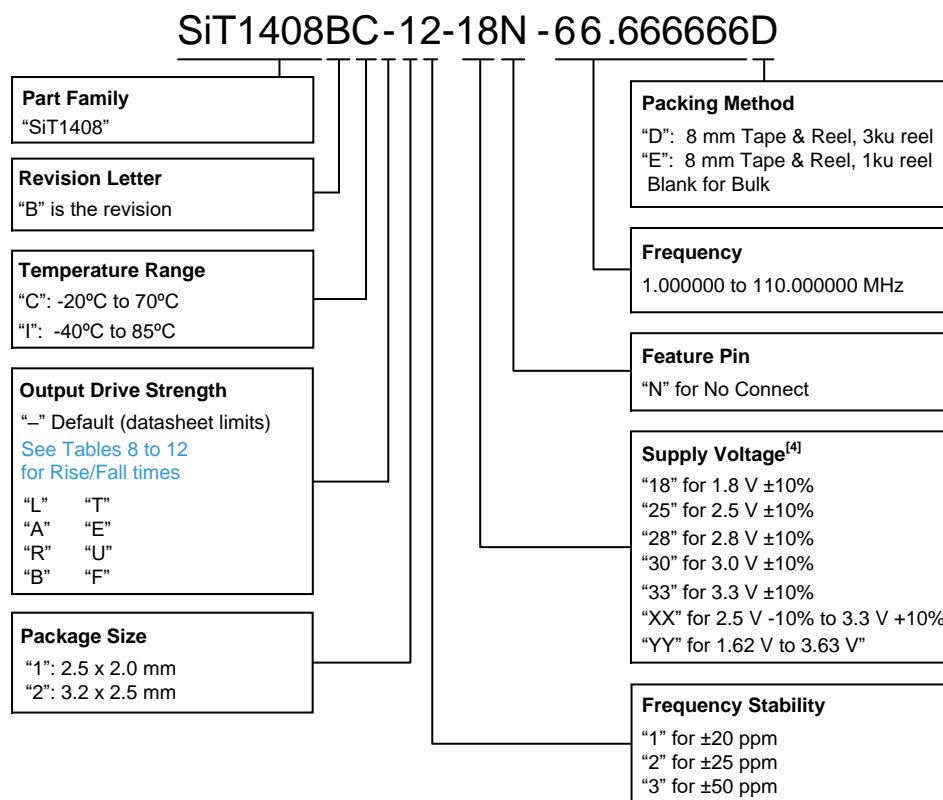 SiT1408BC-12-18N -66.666666D
Part Family
“SiT1408”
Revision Letter
“B” is the revision
Temperature Range
“C”: -20ºC to 70ºC
“I”: -40ºC to 85ºC
Output Drive Strength
“–” Default (datasheet limits)
See Tables 8 to 12
for Rise/Fall times
“L” “T”
“A” “E”
“R” “U”
“B” “F”
Package Size
“1”: 2.5 x 2.0 mm
“2”: 3.2 x 2.5 mm
Packing Method
“D”: 8 mm Tape & Reel, 3ku reel
“E”: 8 mm Tape & Reel, 1ku reel
Blank for Bulk
Frequency
1.000000 to 110.000000 MHz
Feature Pin
“N” for No Connect
Supply Voltage[4]
“18” for 1.8 V ±10%
“25” for 2.5 V ±10%
“28” for 2.8 V ±10%
“30” for 3.0 V ±10%
“33” for 3.3 V ±10%
“XX” for 2.5 V -10% to 3.3 V +10%
“YY” for 1.62 V to 3.63 V”
Frequency Stability
“1” for ±20 ppm
“2” for ±25 ppm
“3” for ±50 ppm